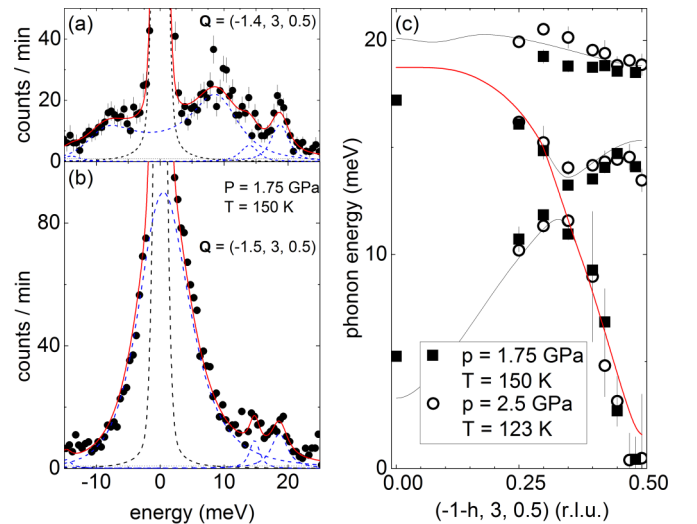 (a)
Q = (-1.4, 3, 0.5)
counts / min
40
20
0
(b)
P = 1.75 GPa
T = 150 K
Q = (-1.5, 3, 0.5)
counts / min
80
40
0
-10 0 10 20
energy (meV)
(c)
phonon energy (meV)
20
10
0
p = 1.75 GPa
T = 150 K
p = 2.5 GPa
T = 123 K
0.00 0.25 0.50
(-1-h, 3, 0.5) (r.l.u.)